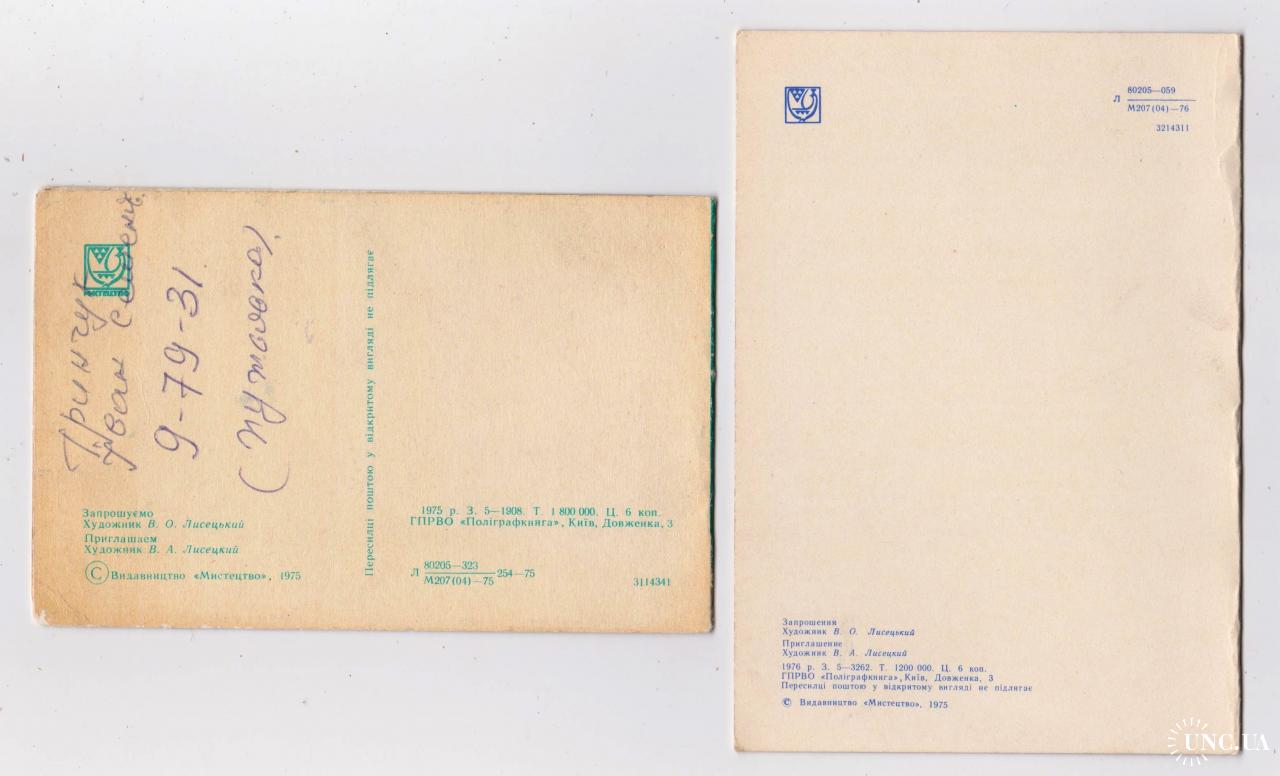 МИСТЕЦТВО
Тринчук
Іван
9-79-31
Пересилці поштою у відкритому вигляді не підлягає
Запрошуємо
Художник В. О. Лисецький
Приглашаем
Художник В. А. Лисецкий
© Видавництво «Мистецтво», 1975
1975 р. З. 5—1908. Т. 1 800 000. Ц. 6 коп.
ГПРВО «Поліграфкнига», Київ, Довженка, 3
80205—323
Л 254—75
М207(04)—75
3114341
80205—059
Л
М207(04)—76
3214311
Запрошення
Художник В. О. Лисецький
Приглашение
Художник В. А. Лисецкий
1976 р. З. 5—3262. Т. 1200 000. Ц. 6 коп.
ГПРВО «Поліграфкнига», Київ, Довженка, 3
Пересилці поштою у відкритому вигляді не підлягає
© Видавництво «Мистецтво», 1975
UNC.UA